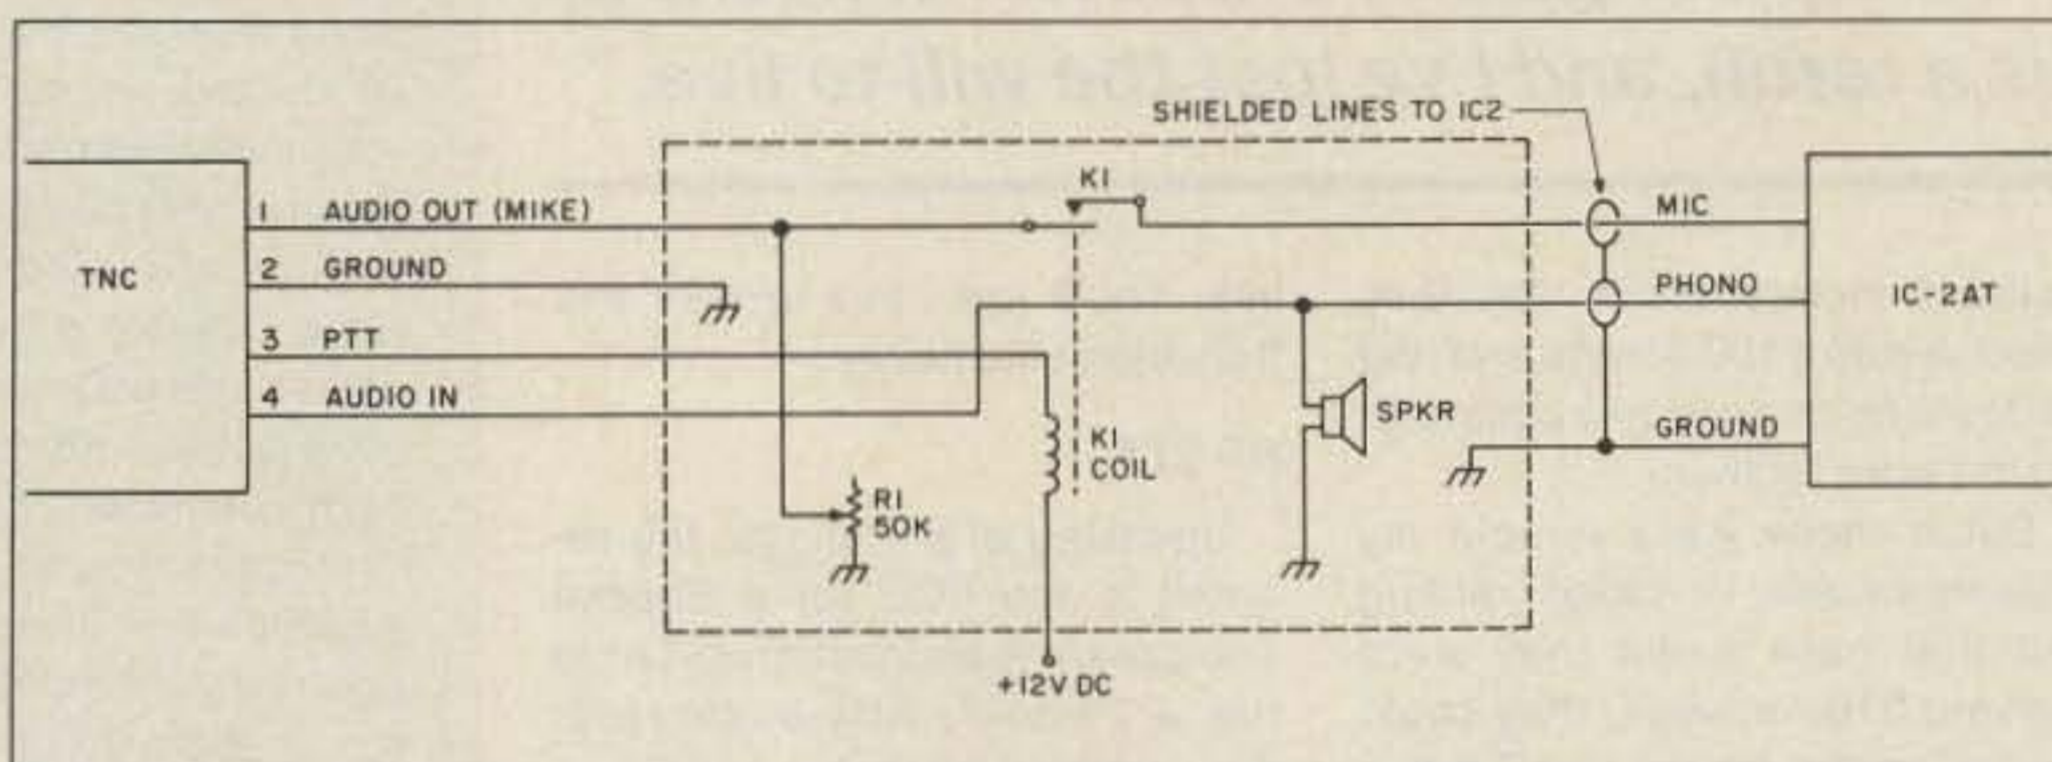 SHIELDED LINES TO IC2
K1
1 AUDIO OUT (MIKE)
MIC
2 GROUND
TNC
PHONO
IC-2AT
3 PTT
4 AUDIO IN
SPKR
GROUND
K1
COIL
R1
50K
+12V DC